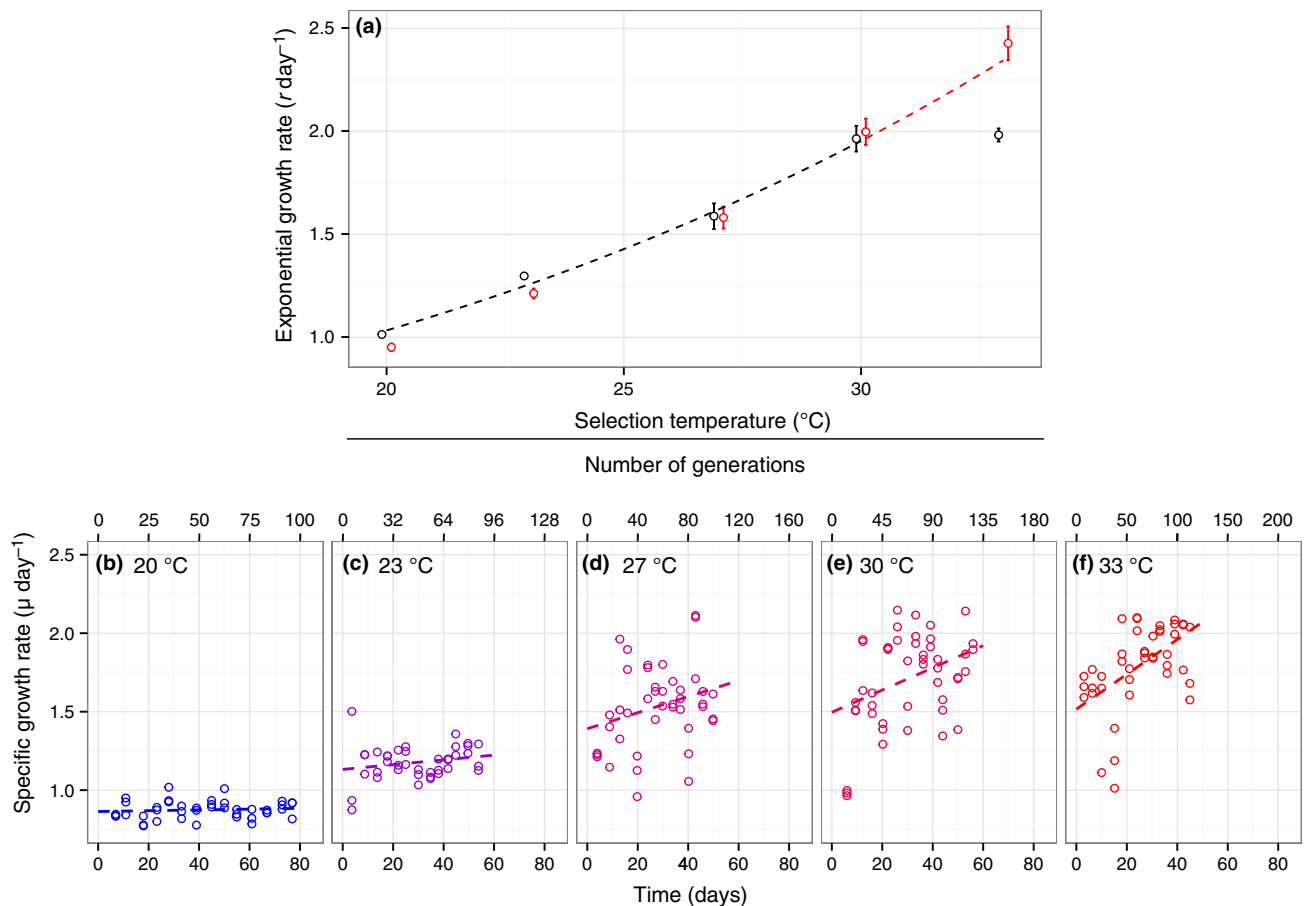 (a)
Exponential growth rate (r day⁻¹)
2.5
2.0
1.5
1.0
20 25 30
Selection temperature (°C)
Number of generations
0 25 50 75 100 0 32 64 96 128 0 40 80 120 160 0 45 90 135 180 0 50 100 150 200
Specific growth rate (μ day⁻¹)
2.5
2.0
1.5
1.0
(b) 20 °C (c) 23 °C (d) 27 °C (e) 30 °C (f) 33 °C
0 20 40 60 80 0 20 40 60 80 0 20 40 60 80 0 20 40 60 80 0 20 40 60 80
Time (days)